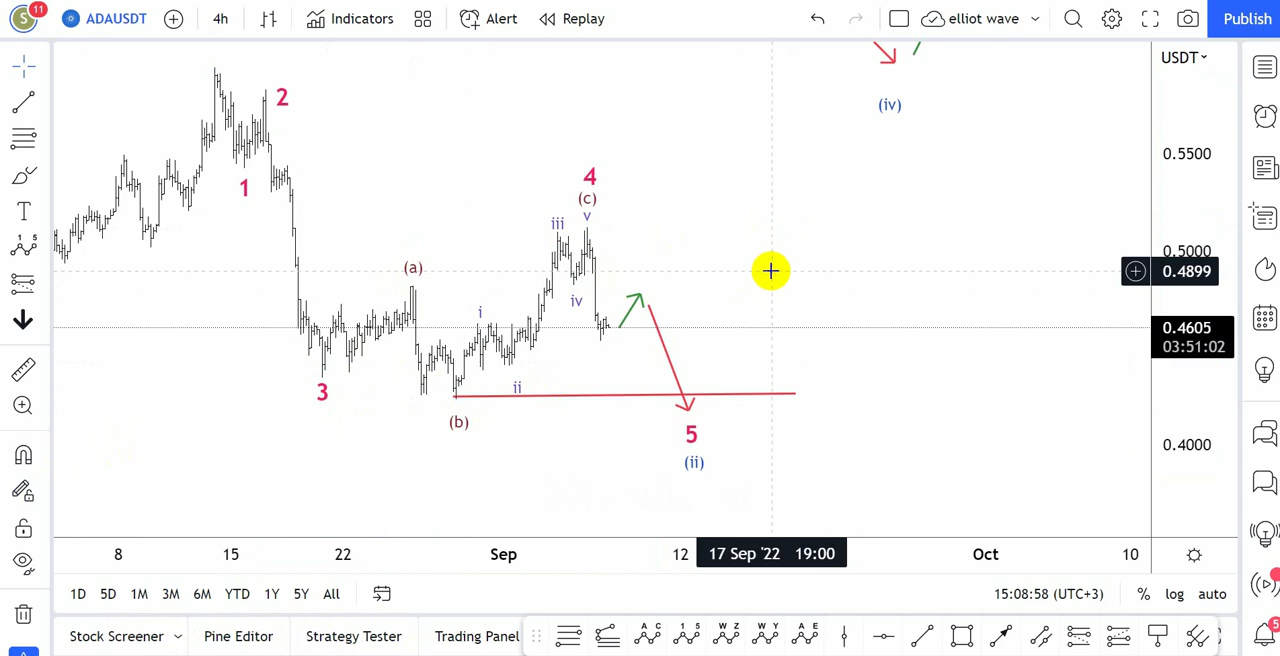 S 11 ADAUSDT 4h Indicators Alert Replay elliot wave Publish
USDT
(iv)
2
0.5500
4
1
(c)
v
iii
0.5000
(a)
0.4899
iv
i
0.4605
03:51:02
ii
3
(b)
5
0.4000
(ii)
8 15 22 Sep 12 17 Sep '22 19:00 Oct 10
1D 5D 1M 3M 6M YTD 1Y 5Y All 15:08:58 (UTC+3) % log auto
Stock Screener Pine Editor Strategy Tester Trading Panel A C 1 5 W Z W Y A E 5